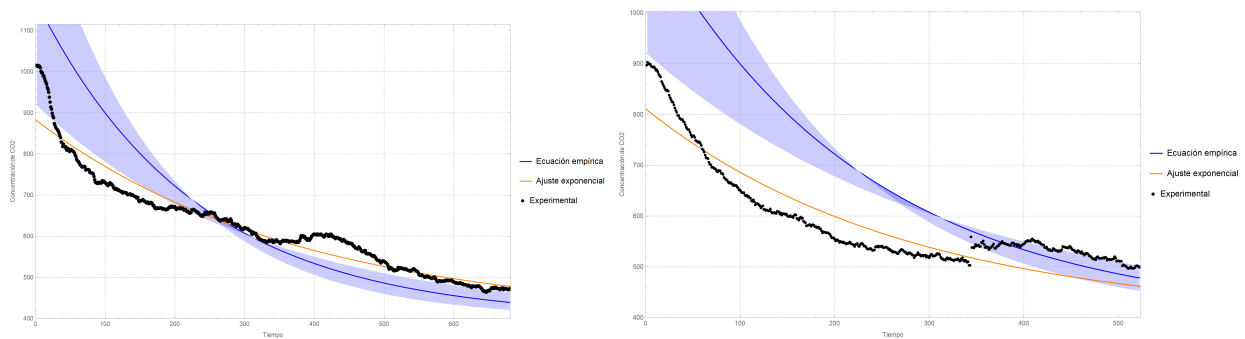 1100
1000
900
800
700
600
500
400
Concentración de CO2
0
100
200
300
400
500
600
Tiempo
Ecuación empírica
Ajuste exponencial
Experimental
1000
900
800
700
600
500
400
Concentración de CO2
0
100
200
300
400
500
Tiempo
Ecuación empírica
Ajuste exponencial
Experimental